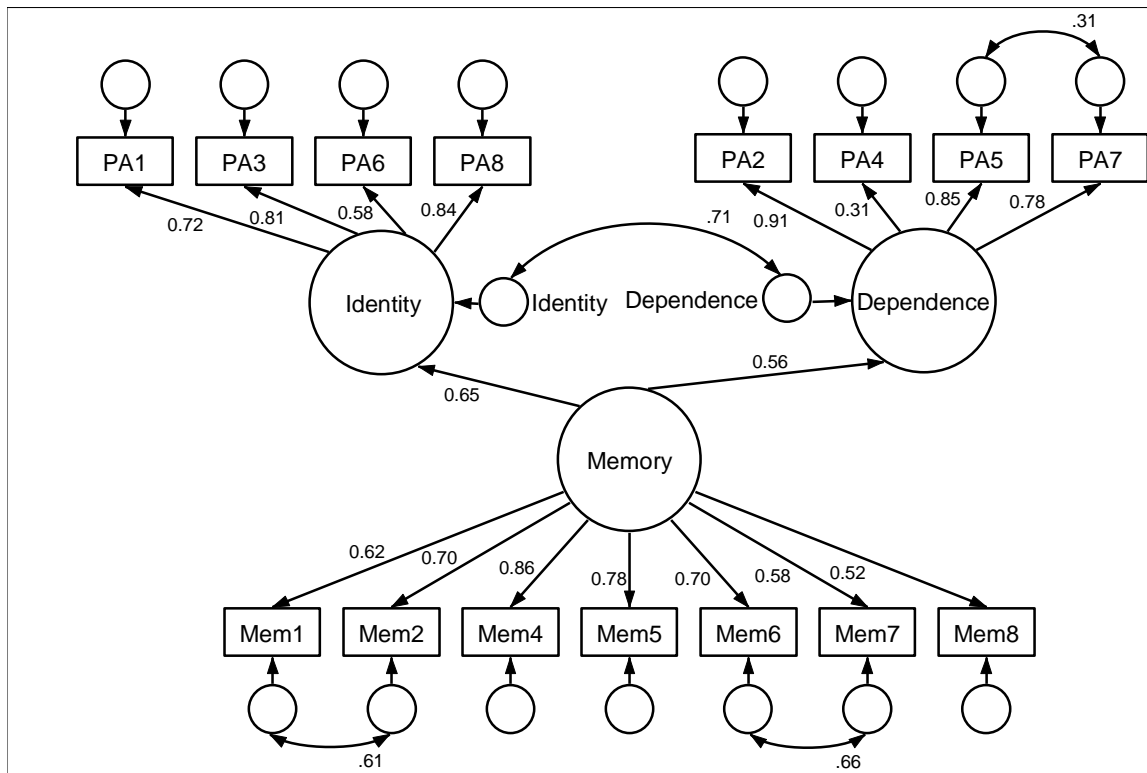 .31
PA1 PA3 PA6 PA8 PA2 PA4 PA5 PA7
0.72 0.81 0.58 0.84 0.91 0.31 0.85 0.78
.71
Identity Identity Dependence Dependence
0.65 0.56
Memory
0.62 0.70 0.86 0.78 0.70 0.58 0.52
Mem1 Mem2 Mem4 Mem5 Mem6 Mem7 Mem8
.61 .66